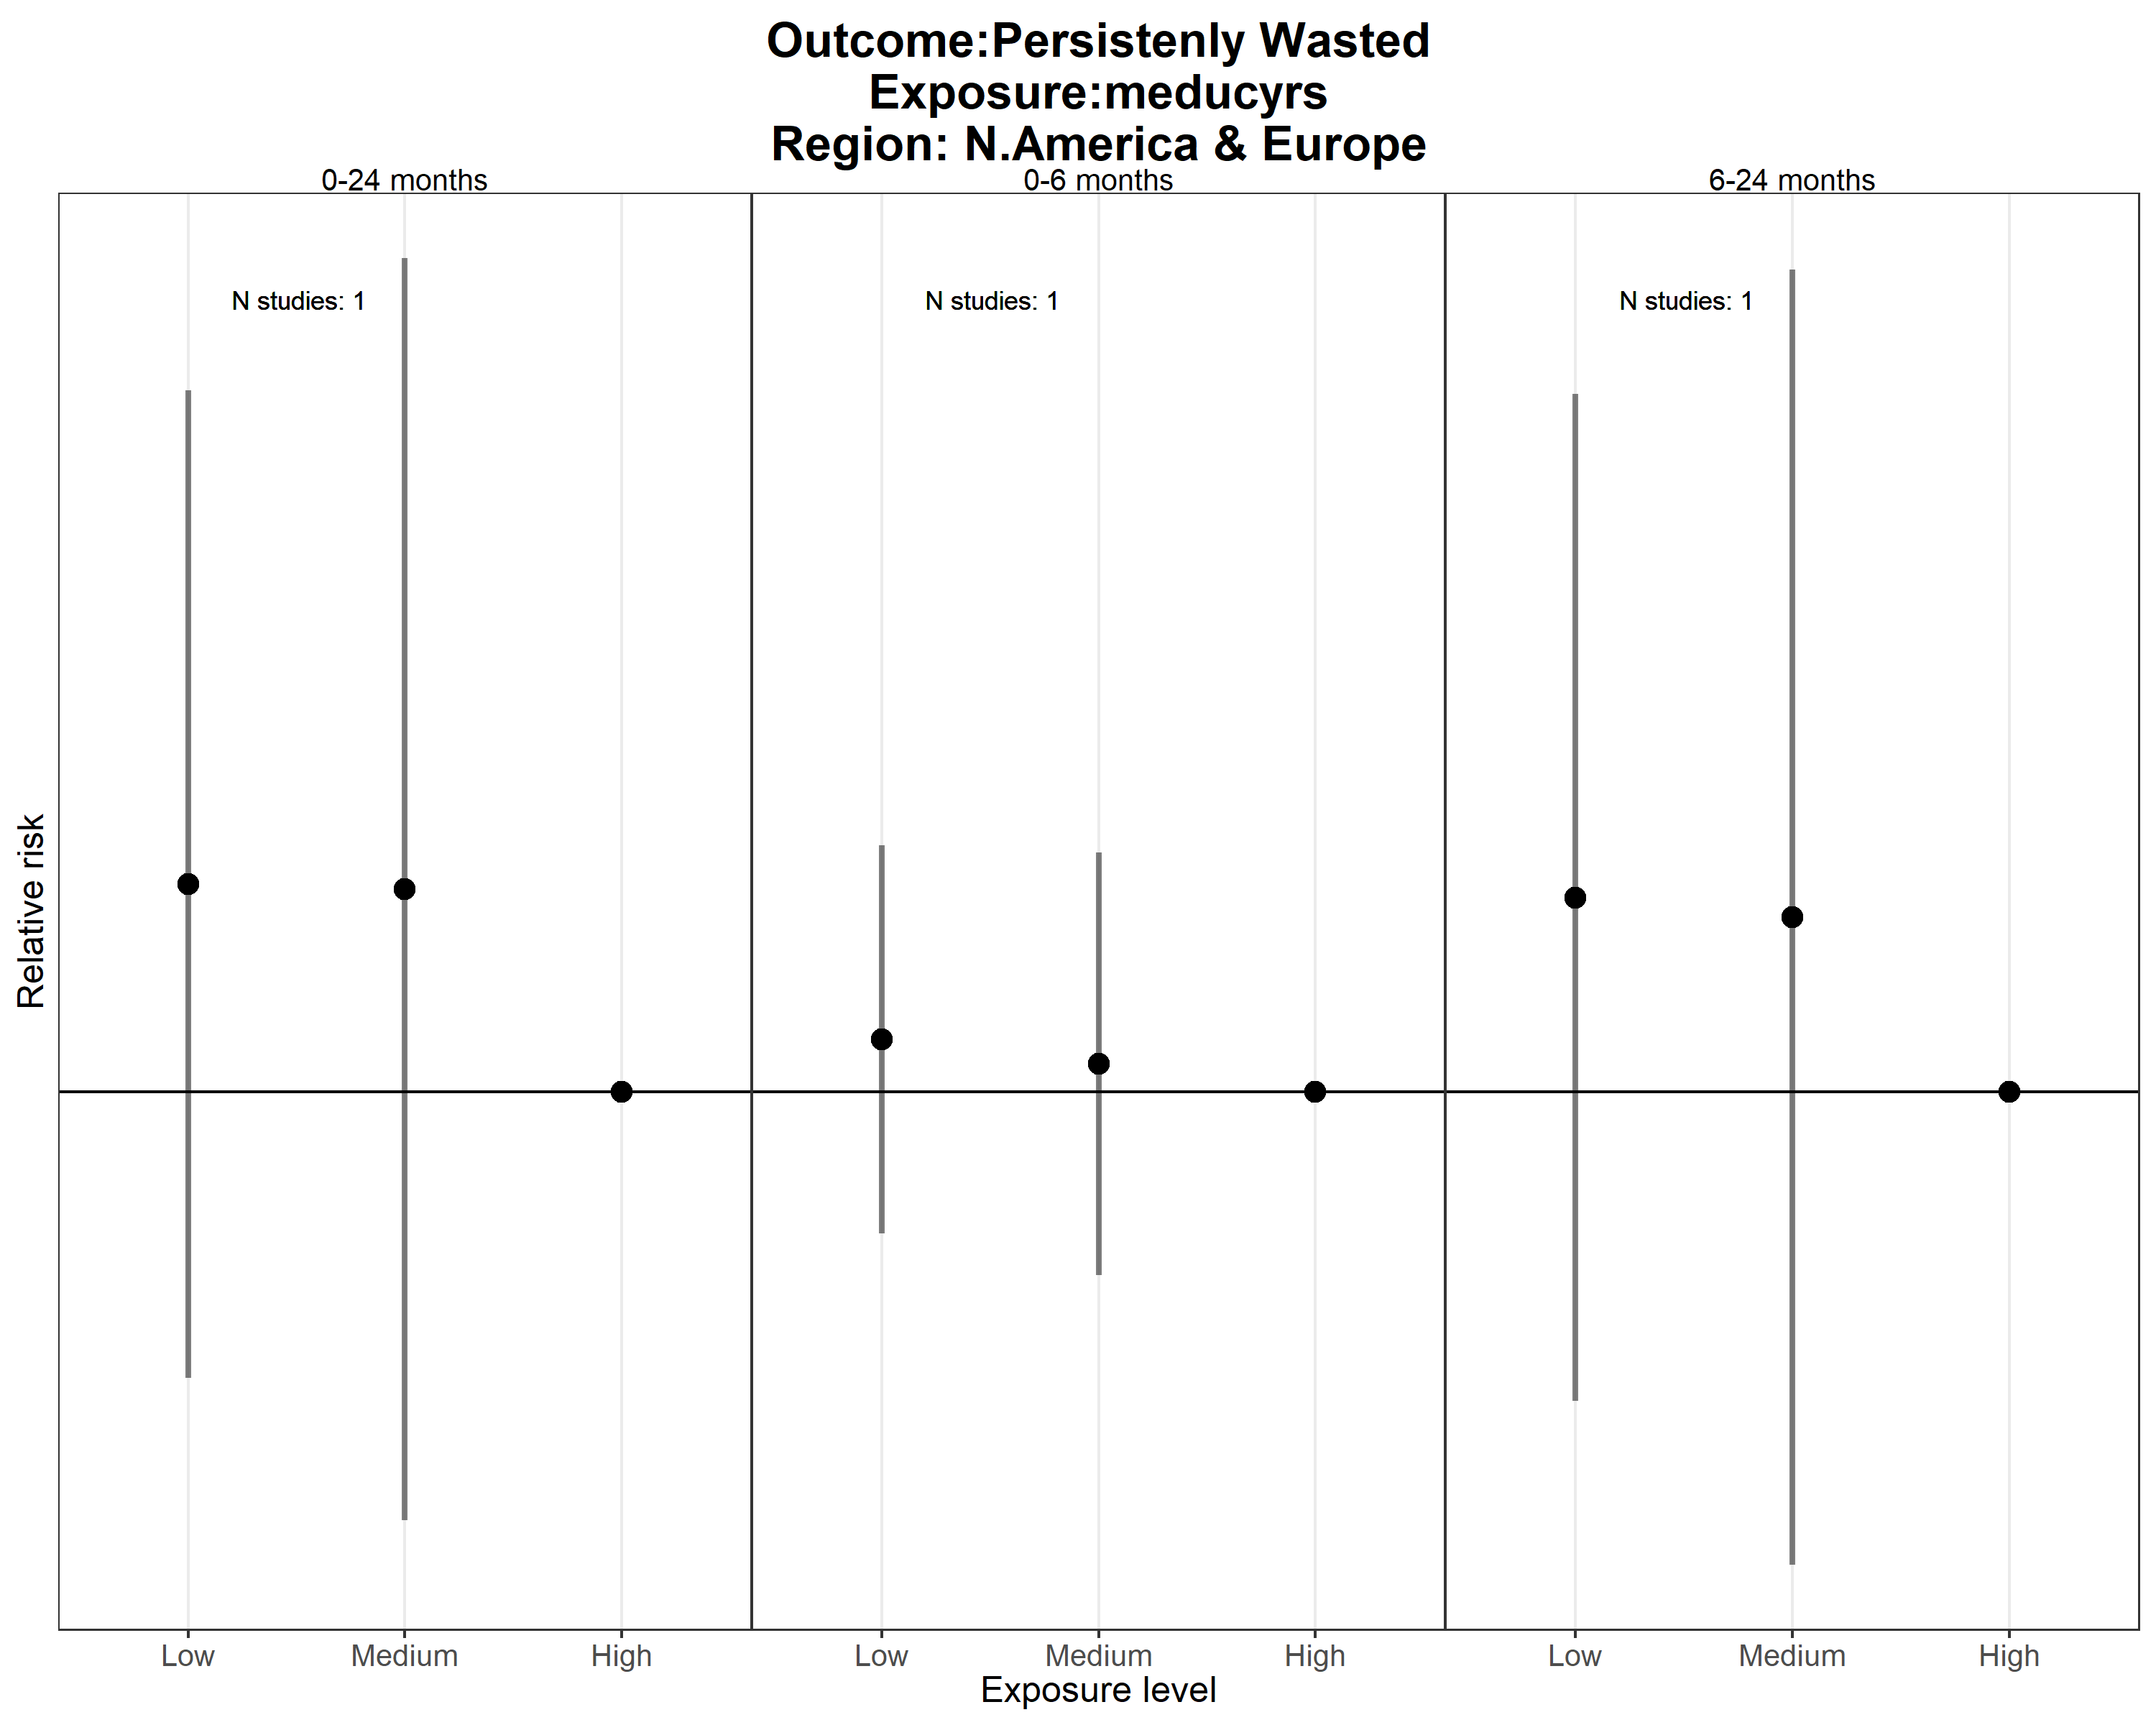 Outcome:Persistenly Wasted
Exposure:meducyrs
Region: N.America & Europe
0-24 months
0-6 months
6-24 months
N studies: 1
N studies: 1
N studies: 1
Relative risk
Low
Medium
High
Low
Medium
High
Low
Medium
High
Exposure level